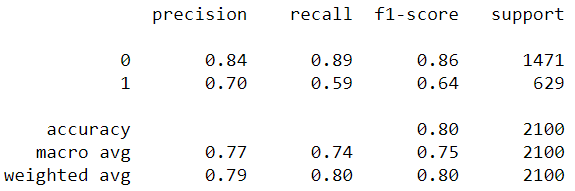 precision recall f1-score support
0 0.84 0.89 0.86 1471
1 0.70 0.59 0.64 629
accuracy 0.80 2100
macro avg 0.77 0.74 0.75 2100
weighted avg 0.79 0.80 0.80 2100